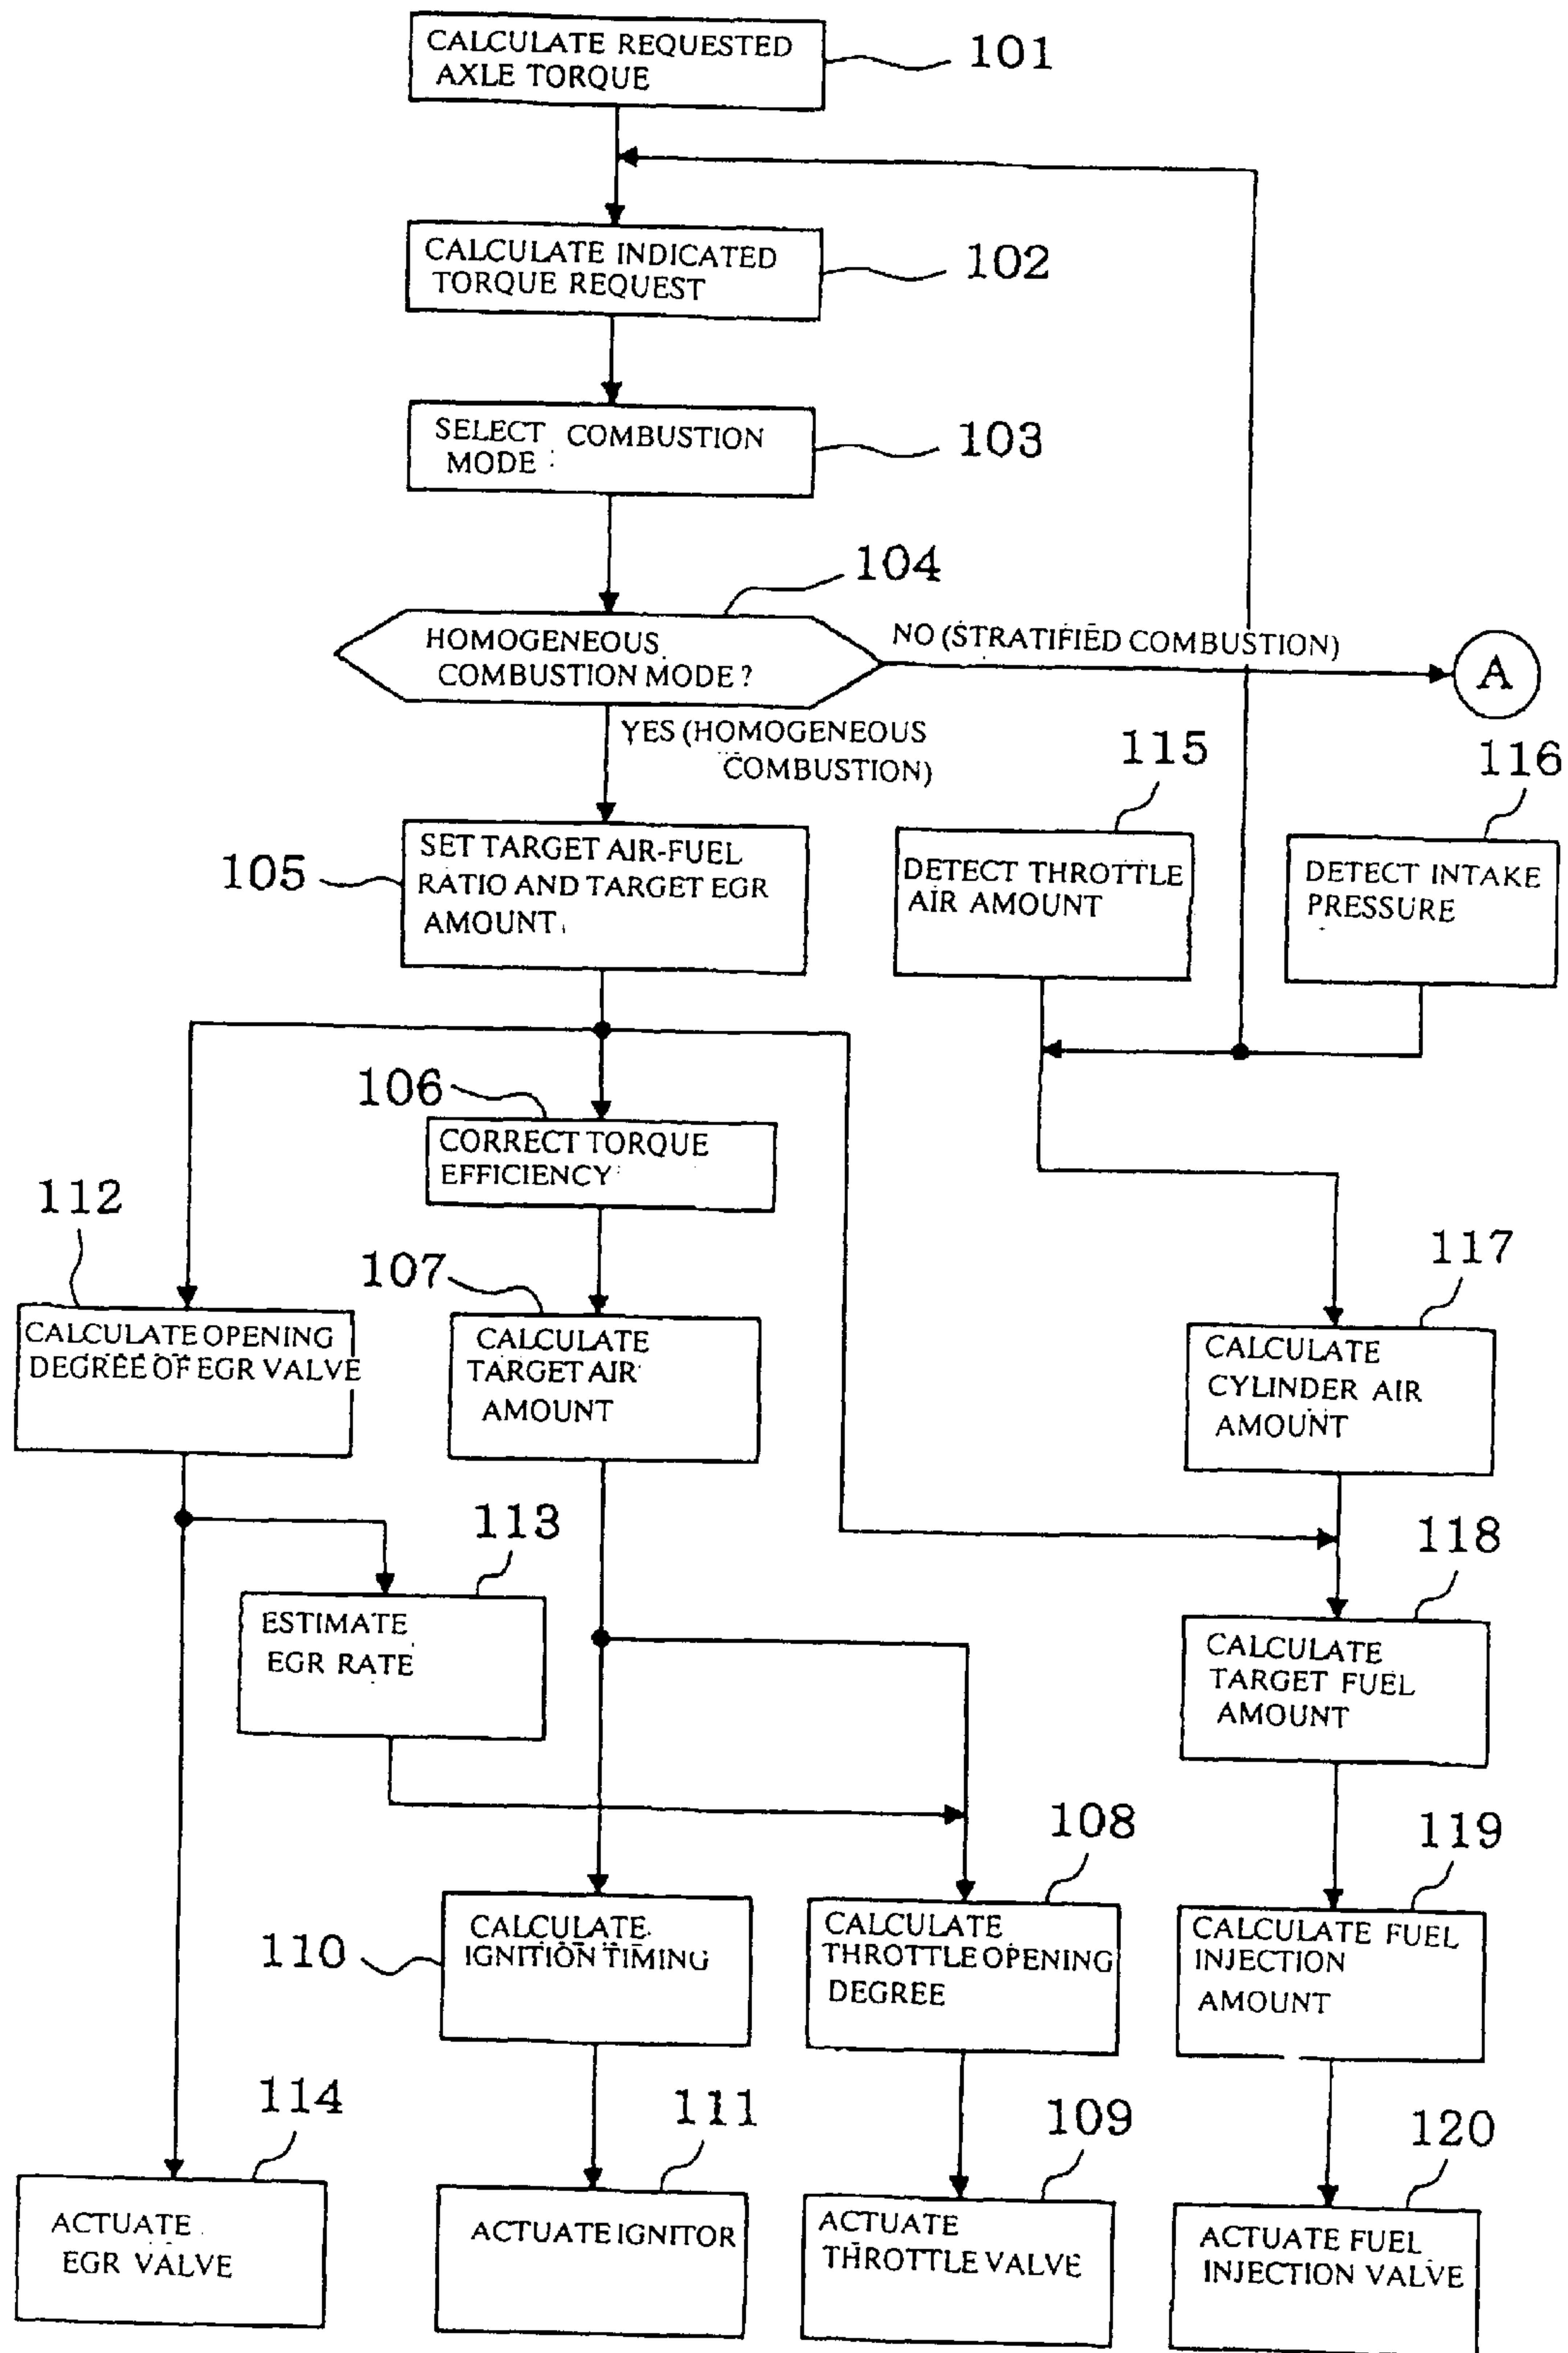 CALCULATE REQUESTED
AXLE TORQUE
101
CALCULATE INDICATED
TORQUE REQUEST
102
SELECT COMBUSTION
MODE
103
104
HOMOGENEOUS
COMBUSTION MODE?
NO (STRATIFIED COMBUSTION)
A
YES (HOMOGENEOUS
COMBUSTION)
115
116
105
SET TARGET AIR-FUEL
RATIO AND TARGET EGR
AMOUNT
DETECT THROTTLE
AIR AMOUNT
DETECT INTAKE
PRESSURE
106
CORRECT TORQUE
EFFICIENCY
112
107
117
CALCULATE OPENING
DEGREE OF EGR VALVE
CALCULATE
TARGET AIR
AMOUNT
CALCULATE
CYLINDER AIR
AMOUNT
113
118
ESTIMATE
EGR RATE
CALCULATE
TARGET FUEL
AMOUNT
108
119
110
CALCULATE
IGNITION TIMING
CALCULATE
THROTTLE OPENING
DEGREE
CALCULATE FUEL
INJECTION
AMOUNT
114
111
109
120
ACTUATE
EGR VALVE
ACTUATE IGNITOR
ACTUATE
THROTTLE VALVE
ACTUATE FUEL
INJECTION VALVE